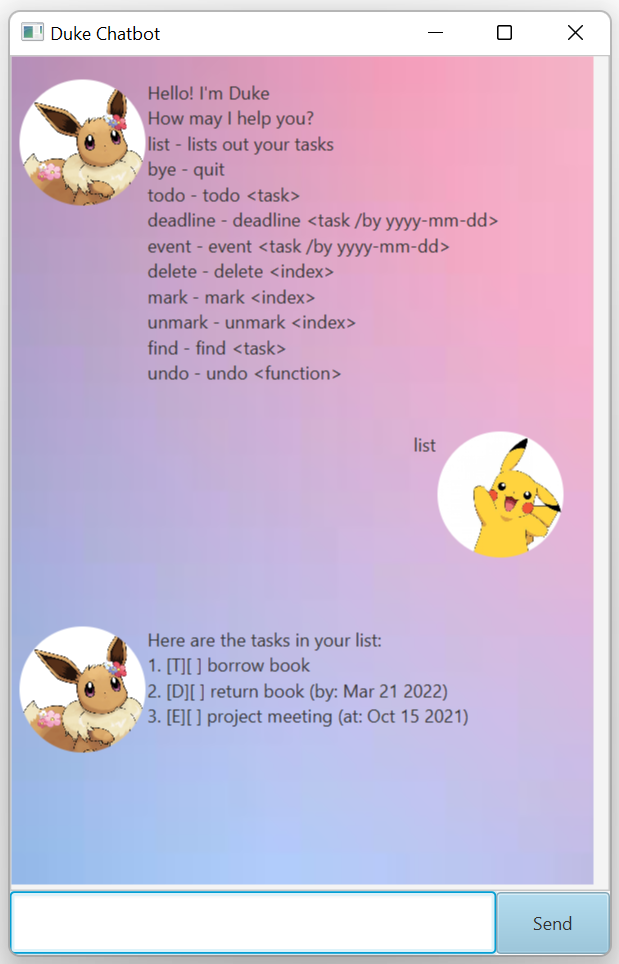 Duke Chatbot
Hello! I'm Duke
How may I help you?
list - lists out your tasks
bye - quit
todo - todo <task>
deadline - deadline <task /by yyyy-mm-dd>
event - event <task /by yyyy-mm-dd>
delete - delete <index>
mark - mark <index>
unmark - unmark <index>
find - find <task>
undo - undo <function>
list
Here are the tasks in your list:
1. [T][ ] borrow book
2. [D][ ] return book (by: Mar 21 2022)
3. [E][ ] project meeting (at: Oct 15 2021)
Send